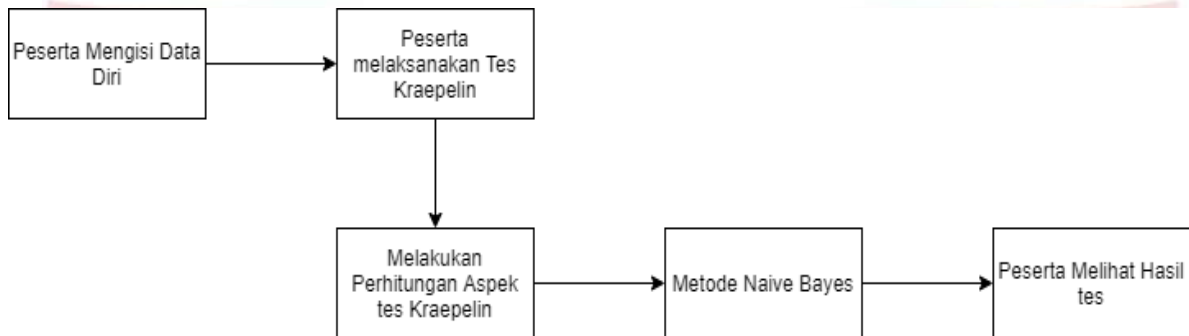 Peserta Mengisi Data
Diri
Peserta
melaksanakan Tes
Kraepelin
Melakukan
Perhitungan Aspek
tes Kraepelin
Metode Naive Bayes
Peserta Melihat Hasil
tes